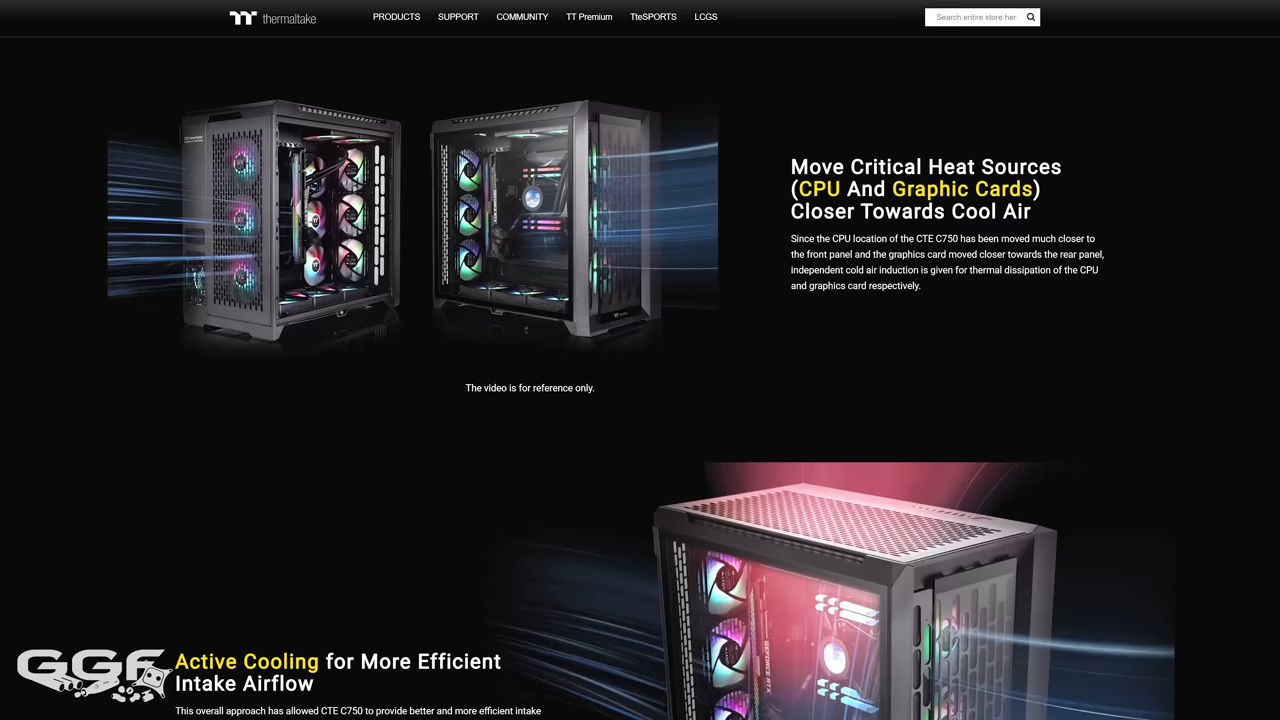 thermaltake
PRODUCTS
SUPPORT
COMMUNITY
TT Premium
TteSPORTS
LCGS
Search entire store her
Move Critical Heat Sources
(CPU And Graphic Cards)
Closer Towards Cool Air
Since the CPU location of the CTE C750 has been moved much closer to
the front panel and the graphics card moved closer towards the rear panel,
independent cold air induction is given for thermal dissipation of the CPU
and graphics card respectively.
The video is for reference only.
GEFORCE RTX
GGF
Active Cooling for More Efficient
Intake Airflow
This overall approach has allowed CTE C750 to provide better and more efficient intake